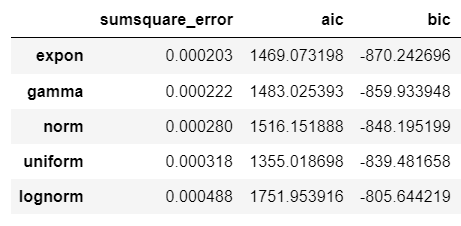 sumsquare_error aic bic
expon 0.000203 1469.073198 -870.242696
gamma 0.000222 1483.025393 -859.933948
norm 0.000280 1516.151888 -848.195199
uniform 0.000318 1355.018698 -839.481658
lognorm 0.000488 1751.953916 -805.644219